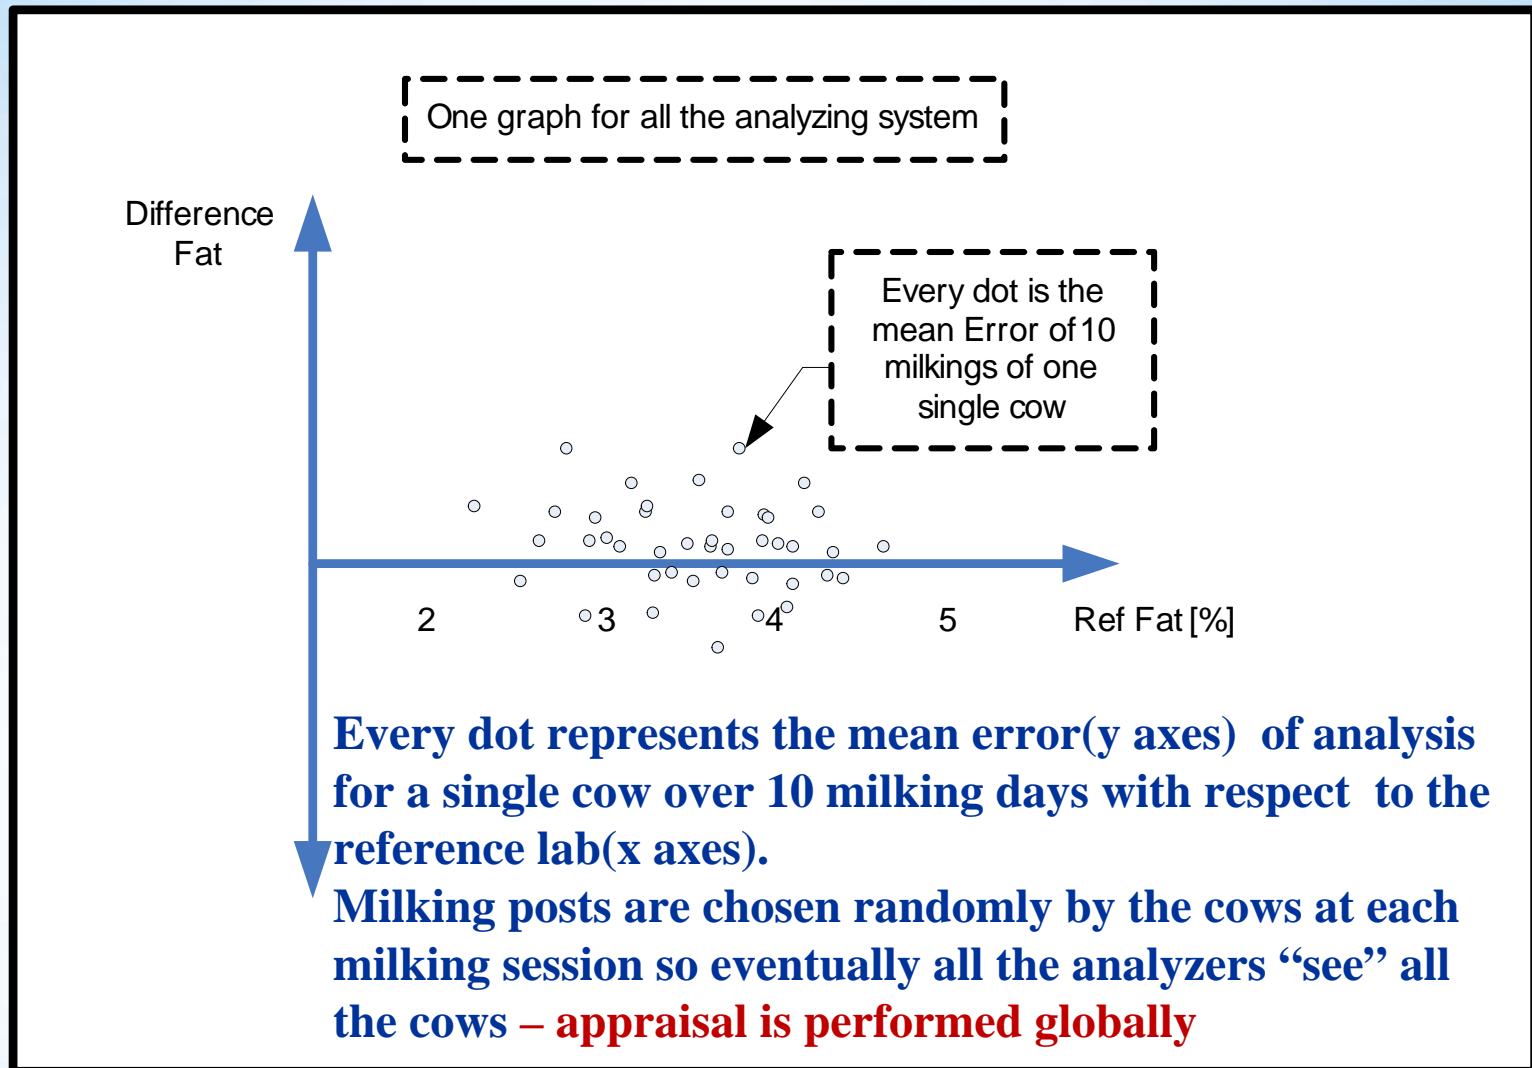 One graph for all the analyzing system
Difference
Fat
Every dot is the
mean Error of 10
milkings of one
single cow
2 3 4 5 Ref Fat [%]
Every dot represents the mean error(y axes) of analysis
for a single cow over 10 milking days with respect to the
reference lab(x axes).
Milking posts are chosen randomly by the cows at each
milking session so eventually all the analyzers “see” all
the cows – appraisal is performed globally